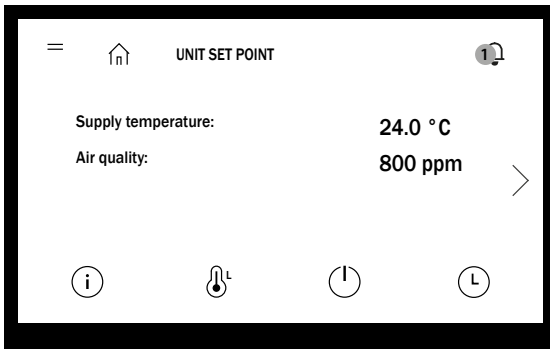 UNIT SET POINT
1
Supply temperature: 24.0 °C
Air quality: 800 ppm
i
L
L